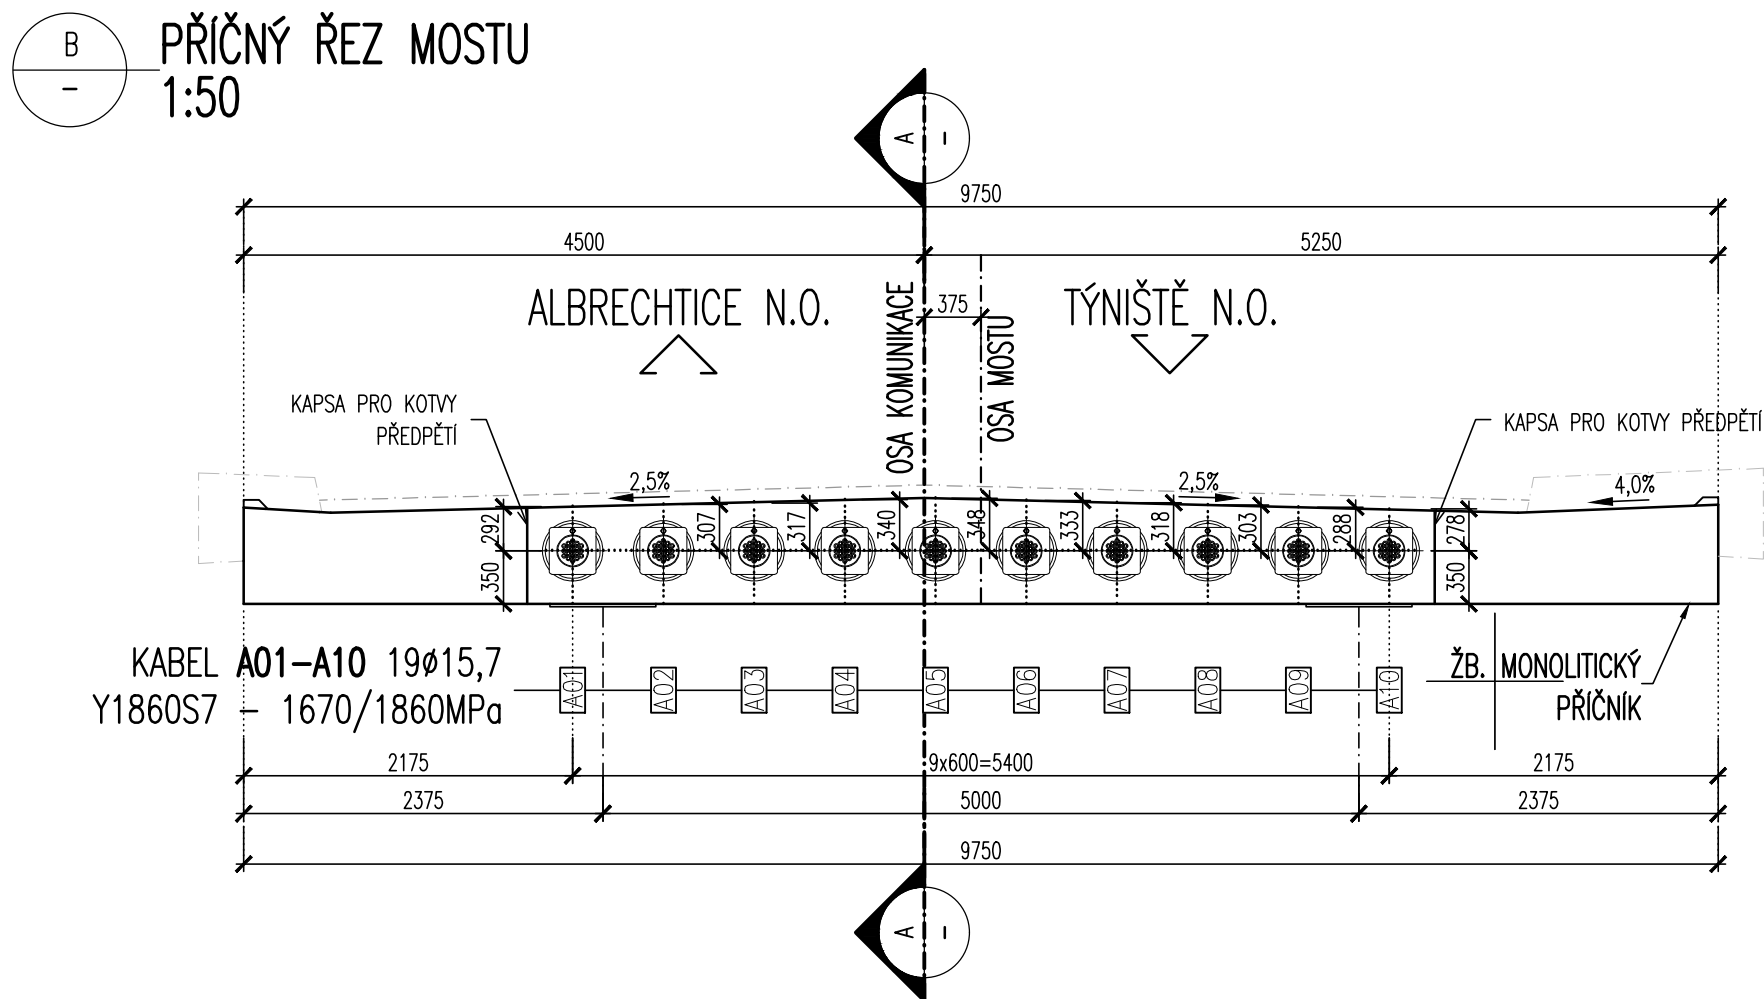 B
–
PŘÍČNÝ ŘEZ MOSTU
1:50
A
–
9750
4500
5250
ALBRECHTICE N.O.
OSA KOMUNIKACE
375
OSA MOSTU
TÝNIŠTĚ N.O.
KAPSA PRO KOTVY
PŘEDPĚTÍ
KAPSA PRO KOTVY PŘEDPĚTÍ
2,5%
2,5%
4,0%
292
307
317
340
348
333
318
303
288
278
350
350
KABEL A01–A10 19ø15,7
Y1860S7 – 1670/1860MPa
A01
A02
A03
A04
A05
A06
A07
A08
A09
A10
ŽB. MONOLITICKÝ
PŘÍČNÍK
2175
9x600=5400
2175
2375
5000
2375
9750
A
–